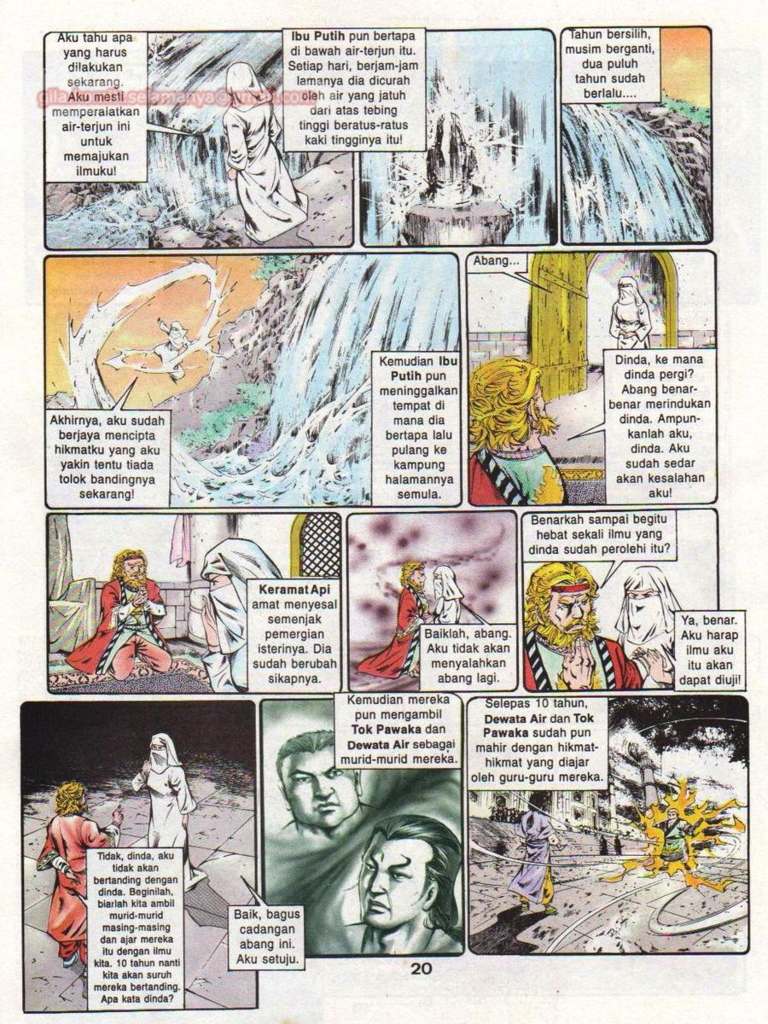 Aku tahu apa
yang harus
dilakukan
sekarang.
Aku mesti
memperalatkan
air-terjun ini
untuk
memajukan
ilmuku!
Ibu Putih pun bertapa
di bawah air-terjun itu.
Setiap hari, berjam-jam
lamanya dia dicurah
oleh air yang jatuh
dari atas tebing
tinggi beratus-ratus
kaki tingginya itu!
Tahun bersilih,
musim berganti,
dua puluh
tahun sudah
berlalu....
Akhirnya, aku sudah
berjaya mencipta
hikmatku yang aku
yakin tentu tiada
tolok bandingnya
sekarang!
Kemudian Ibu
Putih pun
meninggalkan
tempat di
mana dia
bertapa lalu
pulang ke
kampung
halamannya
semula.
Abang...
Dinda, ke mana
dinda pergi?
Abang benar-
benar merindukan
dinda. Ampun-
kanlah aku,
dinda. Aku
sudah sedar
akan kesalahan
aku!
Keramat Api
amat menyesal
semenjak
pemergian
isterinya. Dia
sudah berubah
sikapnya.
Baiklah, abang.
Aku tidak akan
menyalahkan
abang lagi.
Benarkah sampai begitu
hebat sekali ilmu yang
dinda sudah perolehi itu?
Ya, benar.
Aku harap
ilmu aku
itu akan
dapat diuji!
Tidak, dinda, aku
tidak akan
bertanding dengan
dinda. Beginilah,
biarlah kita ambil
murid-murid
masing-masing
dan ajar mereka
itu dengan ilmu
kita. 10 tahun nanti
kita akan suruh
mereka bertanding.
Apa kata dinda?
Baik, bagus
cadangan
abang ini.
Aku setuju.
Kemudian mereka
pun mengambil
Tok Pawaka dan
Dewata Air sebagai
murid-murid mereka.
Selepas 10 tahun,
Dewata Air dan Tok
Pawaka sudah pun
mahir dengan hikmat-
hikmat yang diajar
oleh guru-guru mereka.
20